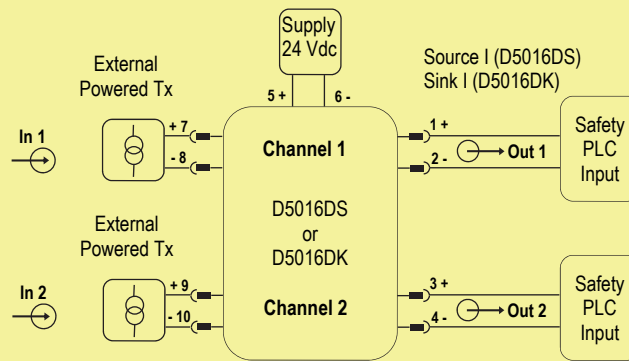 Supply
24 Vdc
5 +
6 -
Source I (D5016DS)
Sink I (D5016DK)
External
Powered Tx
In 1
+ 7
- 8
Channel 1
1 +
2 -
Out 1
Safety
PLC
Input
D5016DS
or
D5016DK
External
Powered Tx
In 2
+ 9
- 10
Channel 2
3 +
4 -
Out 2
Safety
PLC
Input